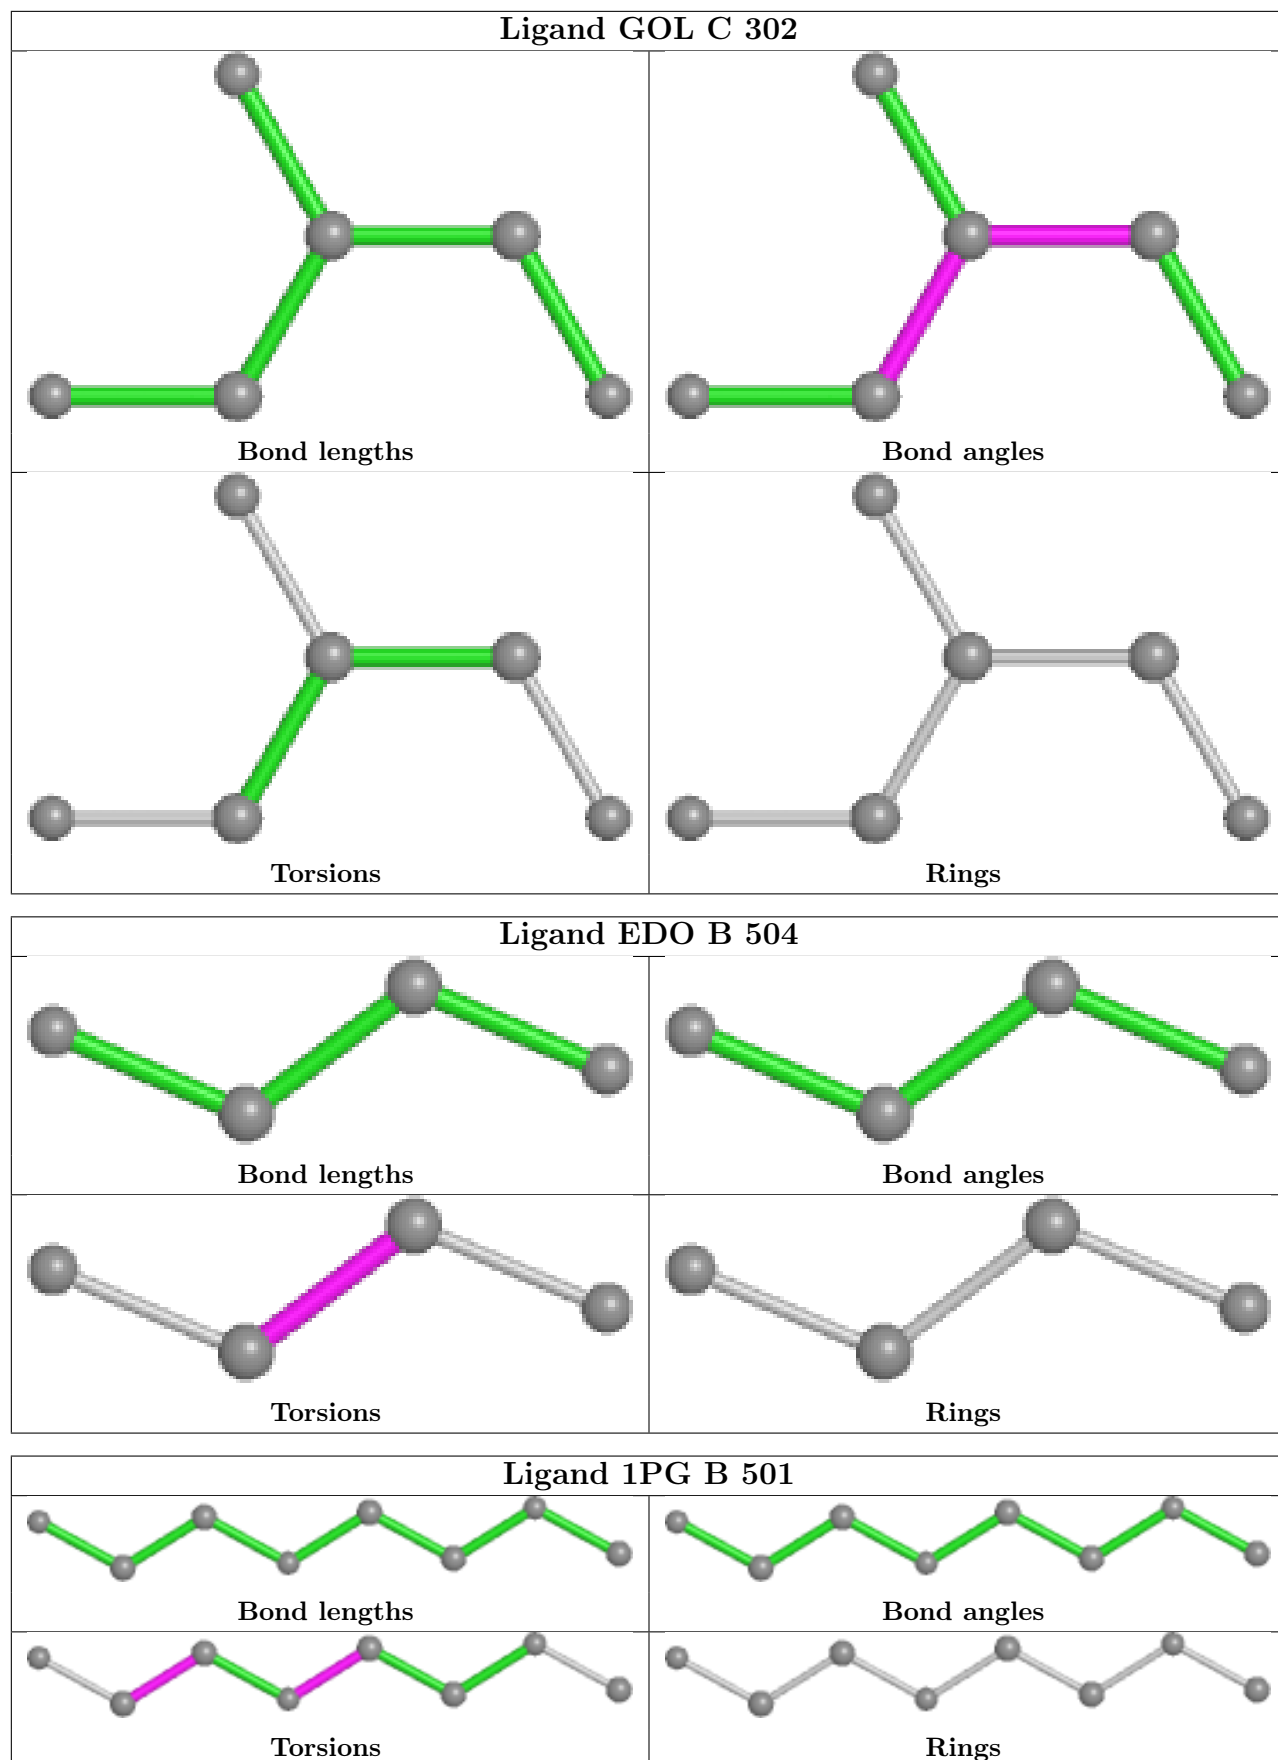 Ligand GOL C 302
Bond lengths
Bond angles
Torsions
Rings
Ligand EDO B 504
Bond lengths
Bond angles
Torsions
Rings
Ligand 1PG B 501
Bond lengths
Bond angles
Torsions
Rings